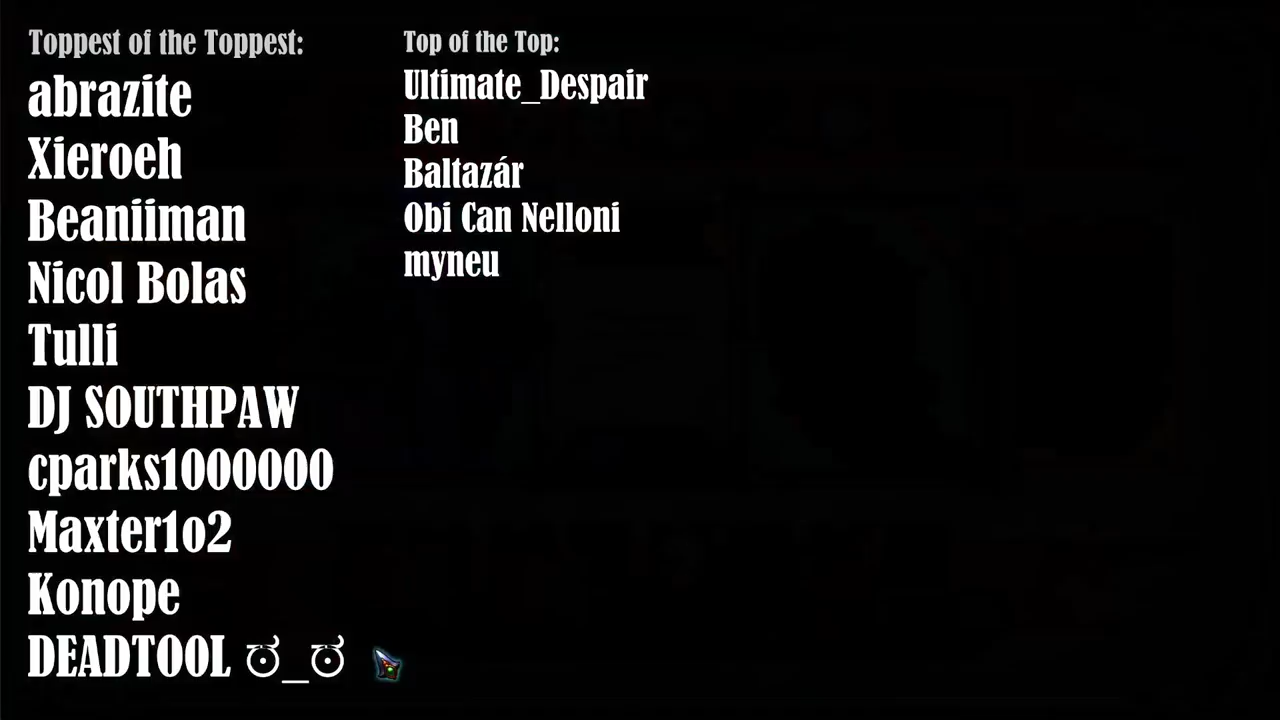 Toppest of the Toppest:
abrazite
Xieroeh
Beaniiman
Nicol Bolas
Tulli
DJ SOUTHPAW
cparks1000000
Maxter1o2
Konope
DEADTOOL ಠ_ಠ
Top of the Top:
Ultimate_Despair
Ben
Baltazár
Obi Can Nelloni
myneu